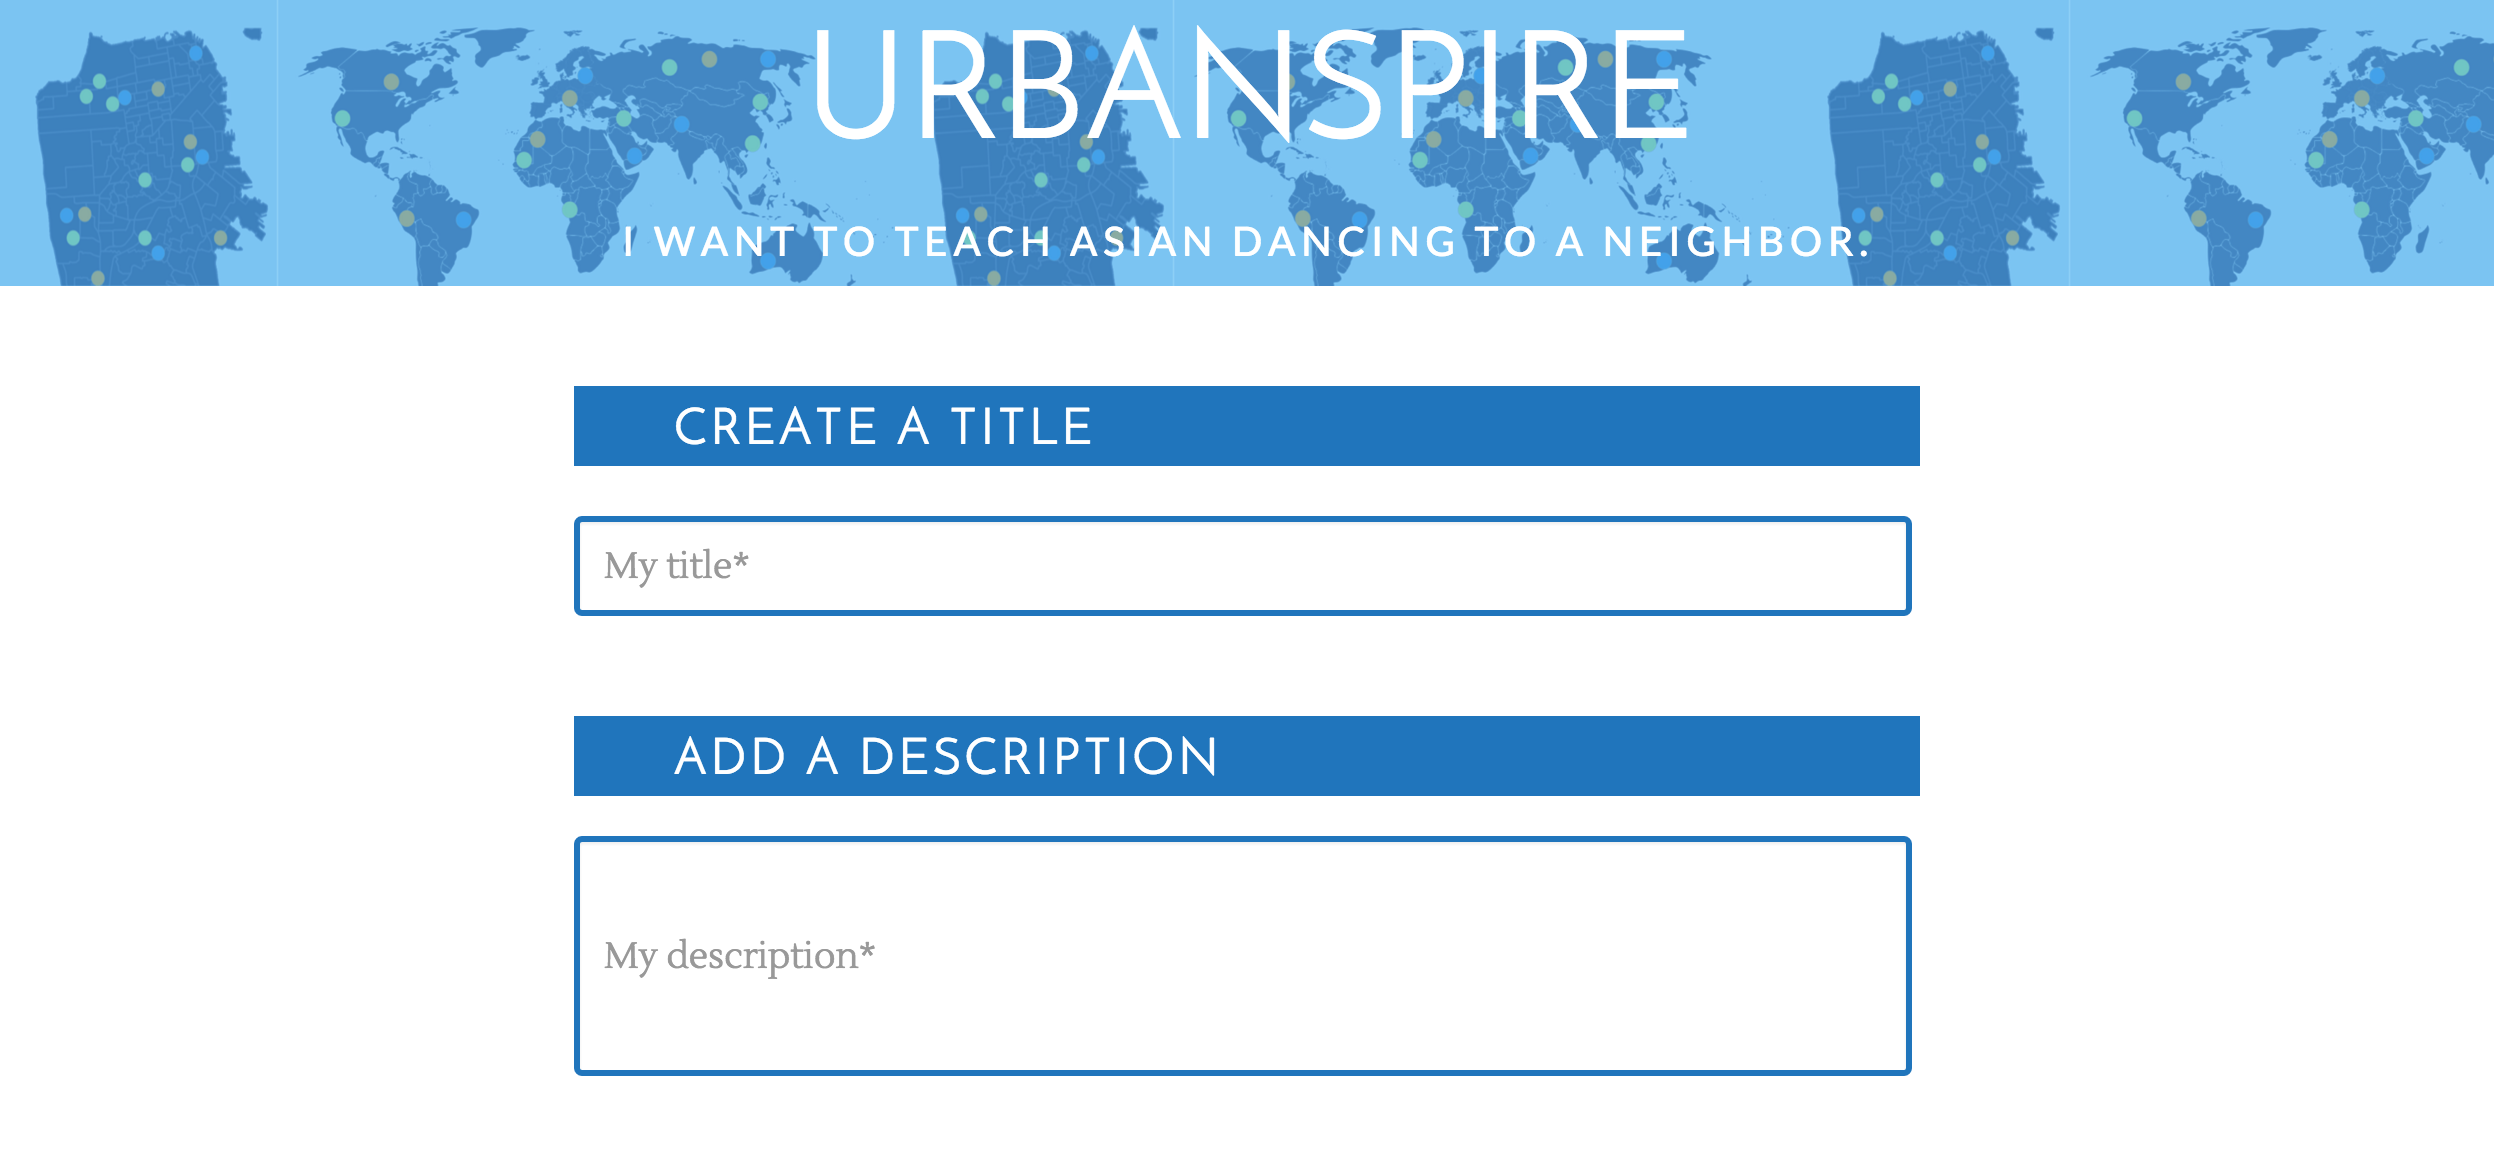 URBANSPIRE
I WANT TO TEACH ASIAN DANCING TO A NEIGHBOR.
CREATE A TITLE
My title*
ADD A DESCRIPTION
My description*